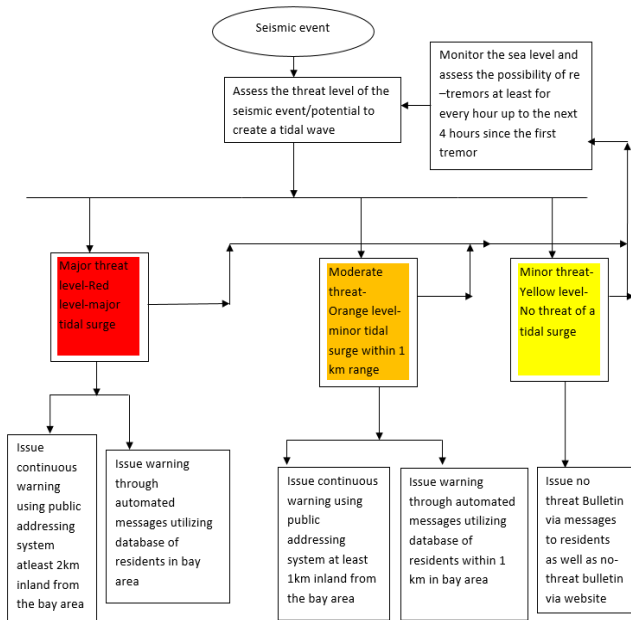 Seismic event
Monitor the sea level and
assess the possibility of re
–tremors at least for
every hour up to the next
4 hours since the first
tremor
Assess the threat level of the
seismic event/potential to
create a tidal wave
Major threat
level-Red
level-major
tidal surge
Moderate
threat-
Orange level-
minor tidal
surge within 1
km range
Minor threat-
Yellow level-
No threat of a
tidal surge
Issue
continuous
warning
using public
addressing
system
atleast 2km
inland from
the bay area
Issue warning
through
automated
messages utilizing
database of
residents in bay
area
Issue continuous
warning using
public
addressing
system at least
1km inland from
the bay area
Issue warning
through automated
messages utilizing
database of
residents within 1
km in bay area
Issue no
threat Bulletin
via messages
to residents
as well as no-
threat bulletin
via website